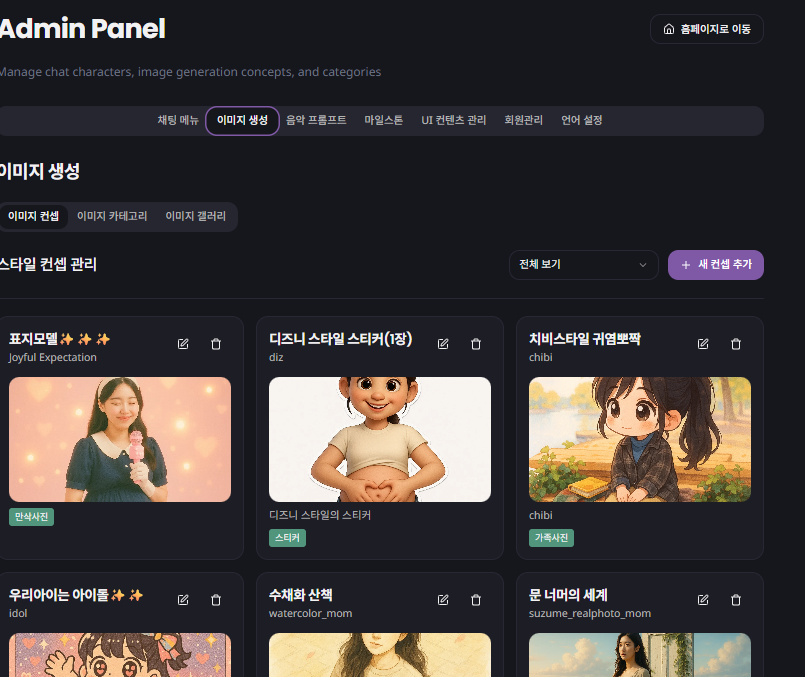 Admin Panel
홈페이지로 이동
Manage chat characters, image generation concepts, and categories
채팅 메뉴
이미지 생성
음악 프롬프트
마일스톤
UI 컨텐츠 관리
회원관리
언어 설정
이미지 생성
이미지 컨셉
이미지 카테고리
이미지 갤러리
스타일 컨셉 관리
전체 보기
+ 새 컨셉 추가
표지모델✨ ✨ ✨
Joyful Expectation
만삭사진
디즈니 스타일 스티커(1장)
diz
디즈니 스타일의 스티커
스티커
치비스타일 귀염뽀짝
chibi
chibi
가족사진
우리아이는 아이돌✨ ✨
idol
수채화 산책
watercolor_mom
문 너머의 세계
suzume_realphoto_mom